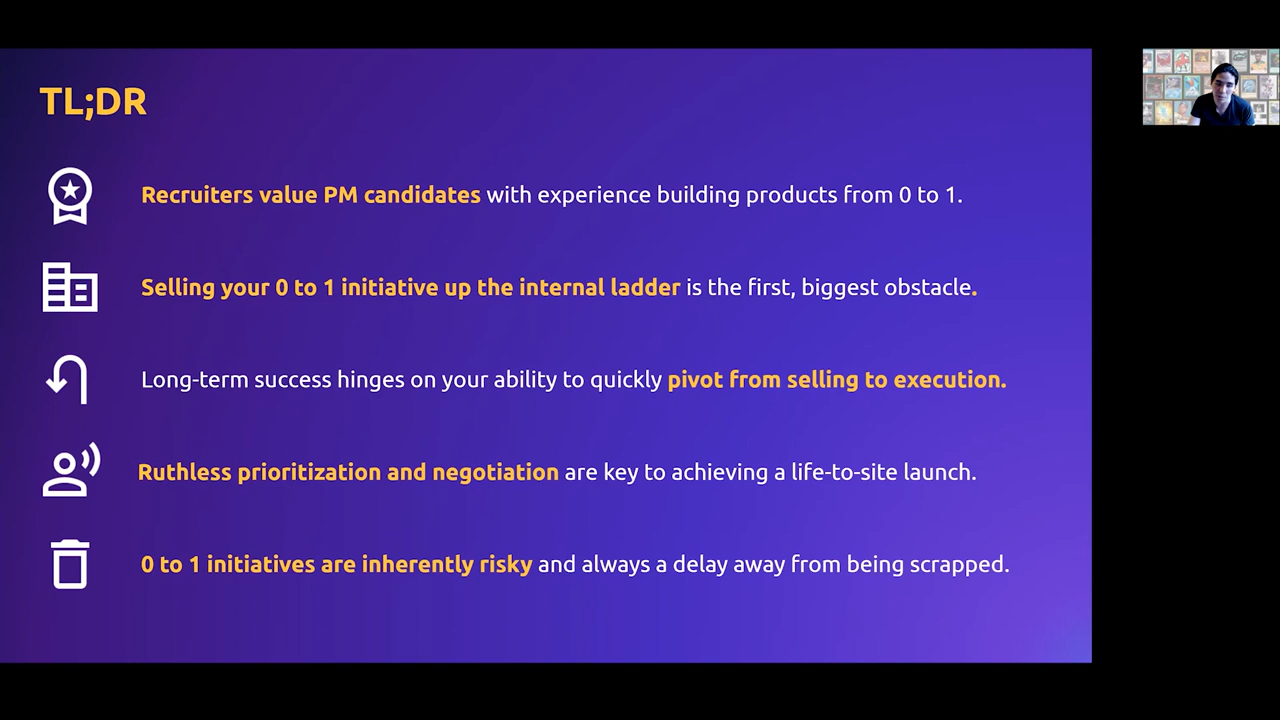 TL;DR
Recruiters value PM candidates with experience building products from 0 to 1.
Selling your 0 to 1 initiative up the internal ladder is the first, biggest obstacle.
Long-term success hinges on your ability to quickly pivot from selling to execution.
Ruthless prioritization and negotiation are key to achieving a life-to-site launch.
0 to 1 initiatives are inherently risky and always a delay away from being scrapped.